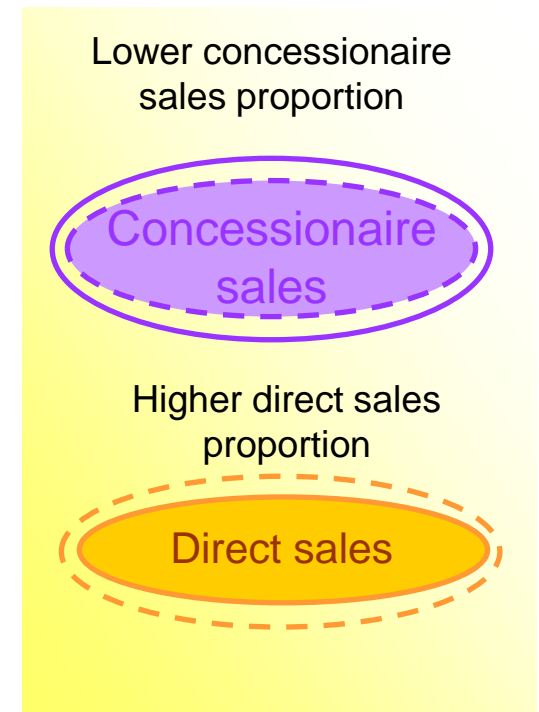 Lower concessionaire
sales proportion
Concessionaire
sales
Higher direct sales
proportion
Direct sales